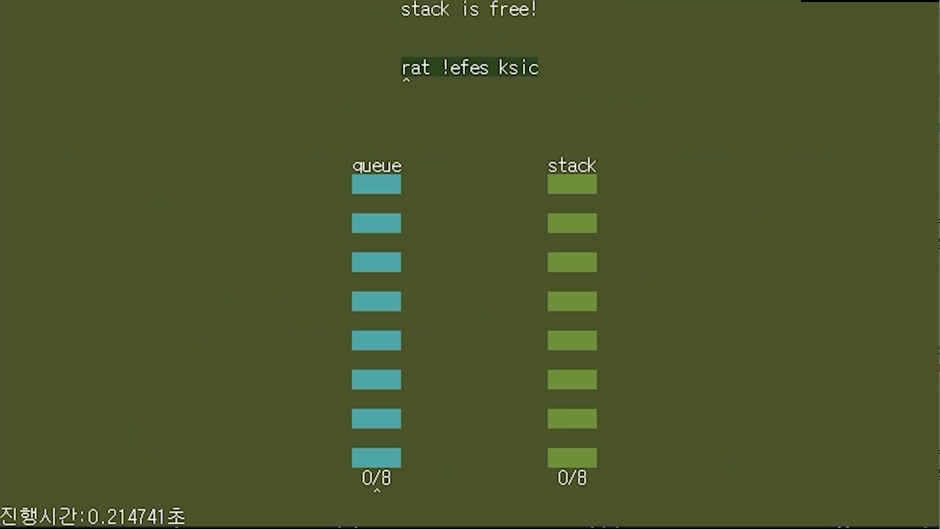 stack is free!
rat !efes ksic
^
queue
stack
0/8
0/8
^
진행시간:0.214741초